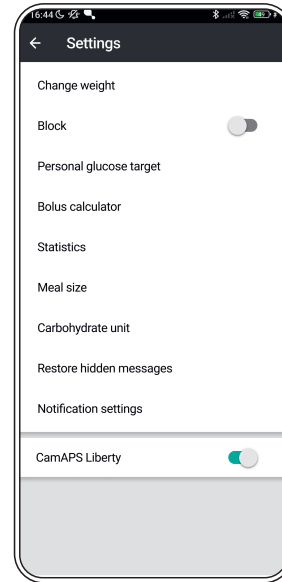 16:44
Settings
Change weight
Block
Personal glucose target
Bolus calculator
Statistics
Meal size
Carbohydrate unit
Restore hidden messages
Notification settings
CamAPS Liberty